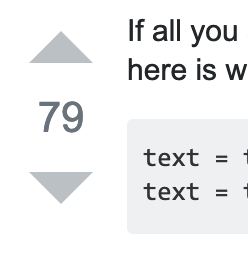 If all you
here is w
79
text = t
text = t